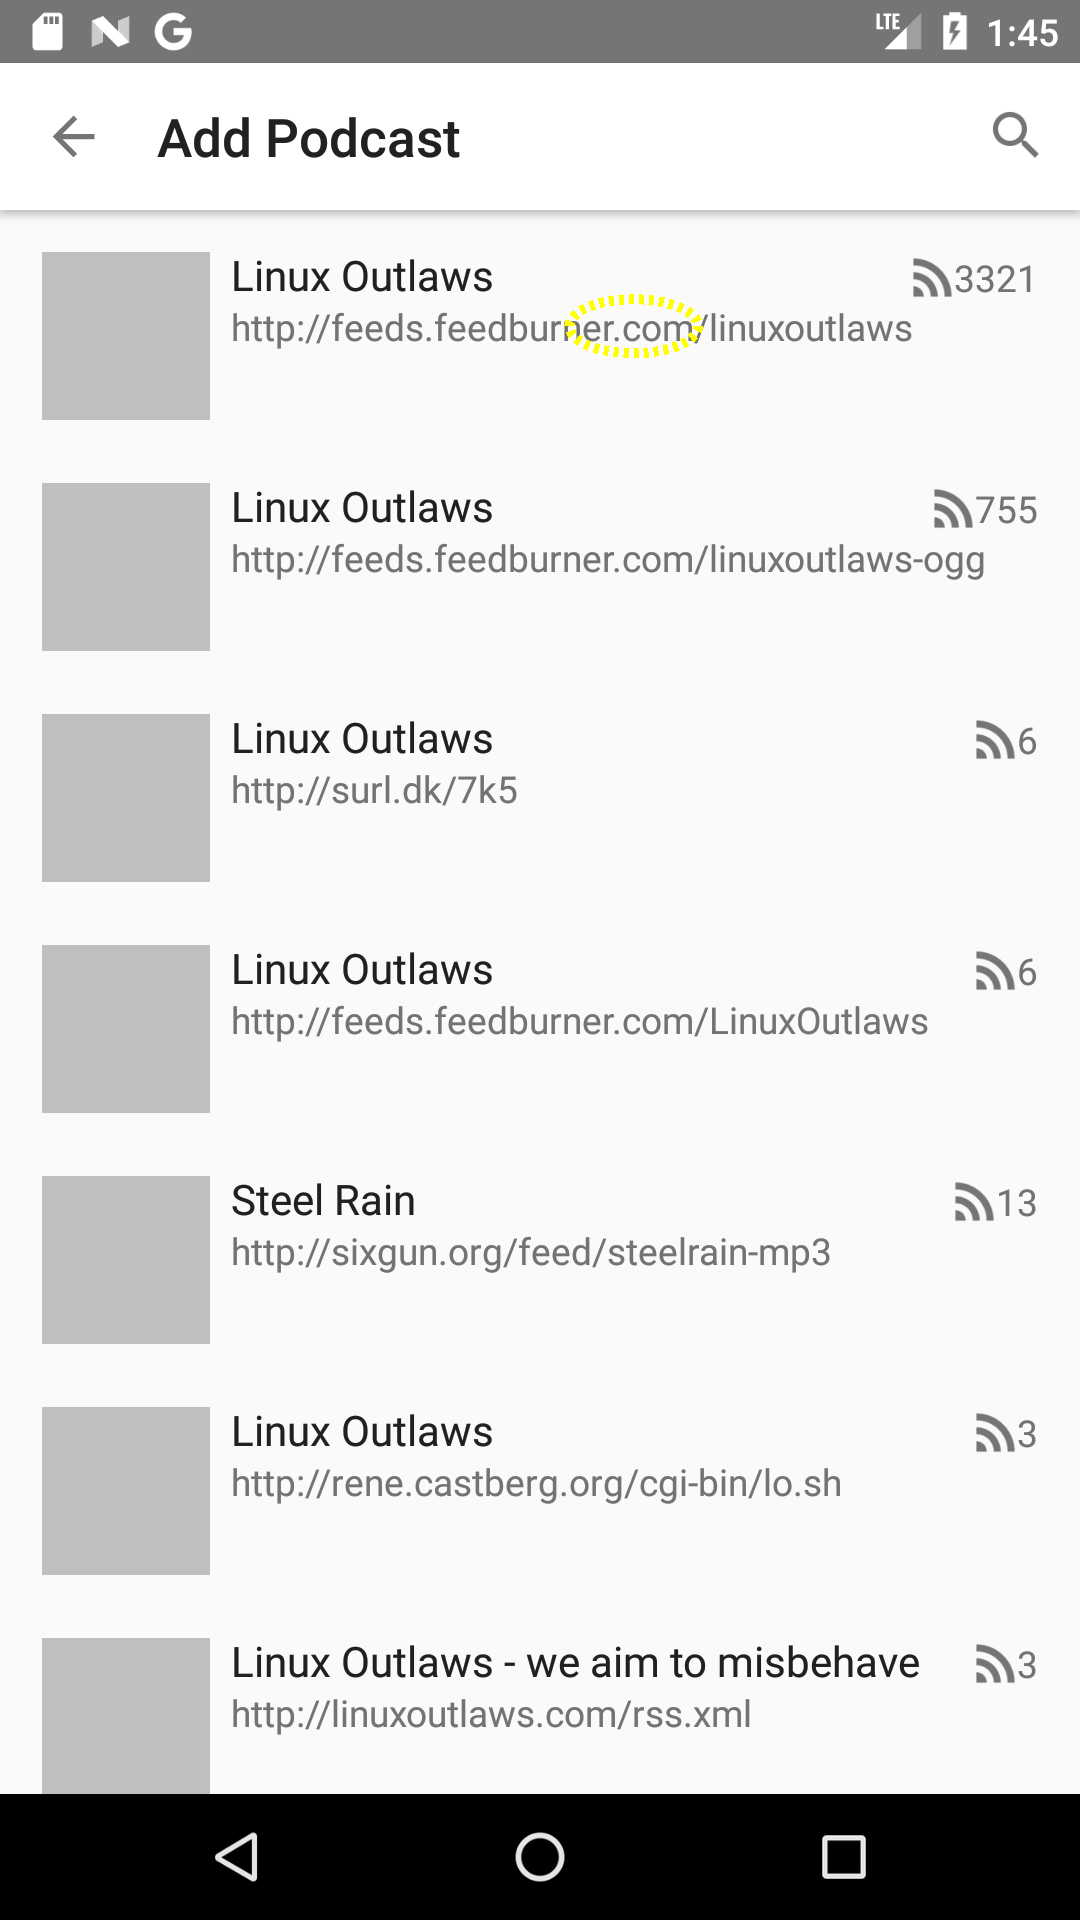 LTE 1:45
Add Podcast
Linux Outlaws 3321
http://feeds.feedburner.com/linuxoutlaws
Linux Outlaws 755
http://feeds.feedburner.com/linuxoutlaws-ogg
Linux Outlaws 6
http://surl.dk/7k5
Linux Outlaws 6
http://feeds.feedburner.com/LinuxOutlaws
Steel Rain 13
http://sixgun.org/feed/steelrain-mp3
Linux Outlaws 3
http://rene.castberg.org/cgi-bin/lo.sh
Linux Outlaws - we aim to misbehave 3
http://linuxoutlaws.com/rss.xml